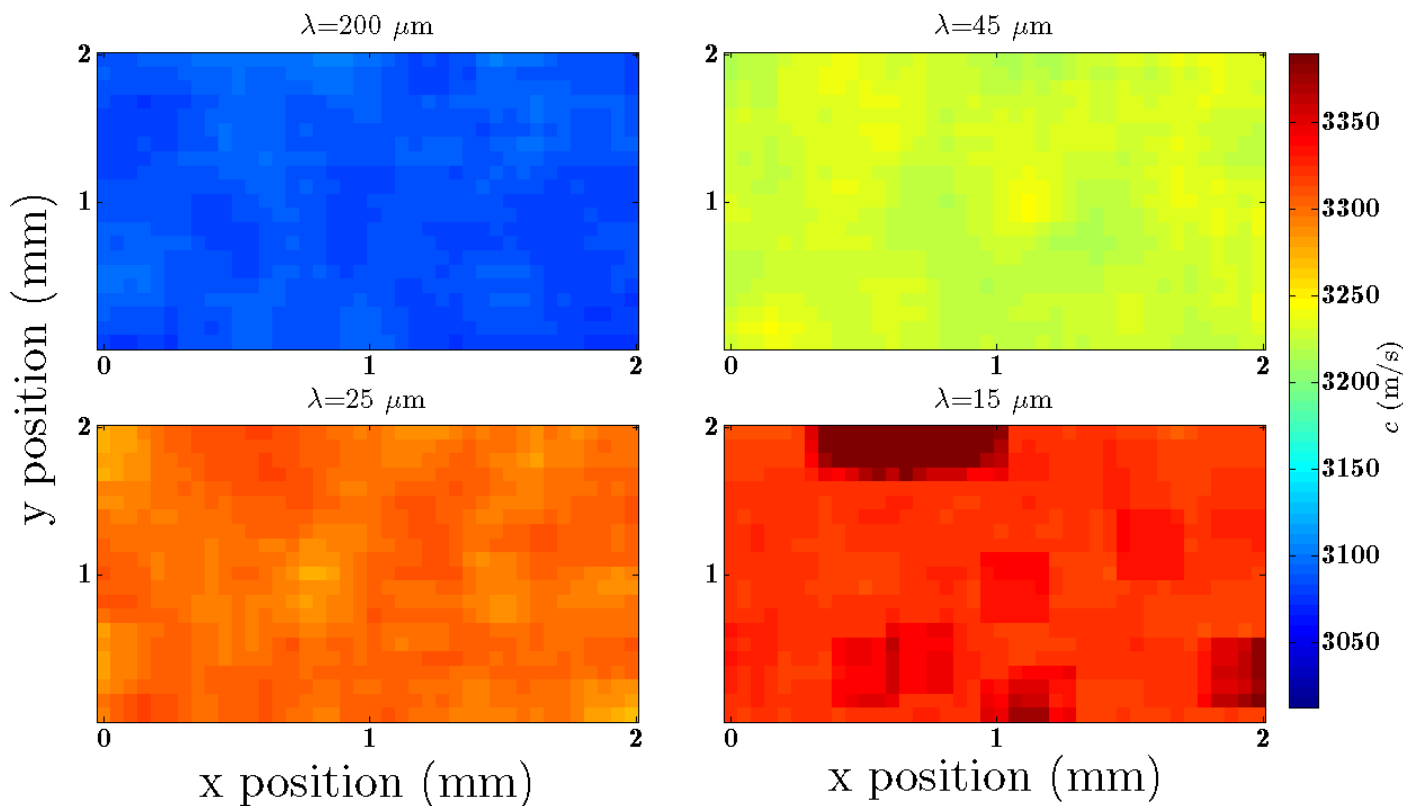 λ=200 μm
λ=45 μm
2
1
0 1 2
2
1
0 1 2
λ=25 μm
λ=15 μm
2
1
0 1 2
2
1
0 1 2
x position (mm)
x position (mm)
y position (mm)
3350
3300
3250
3200
3150
3100
3050
c (m/s)